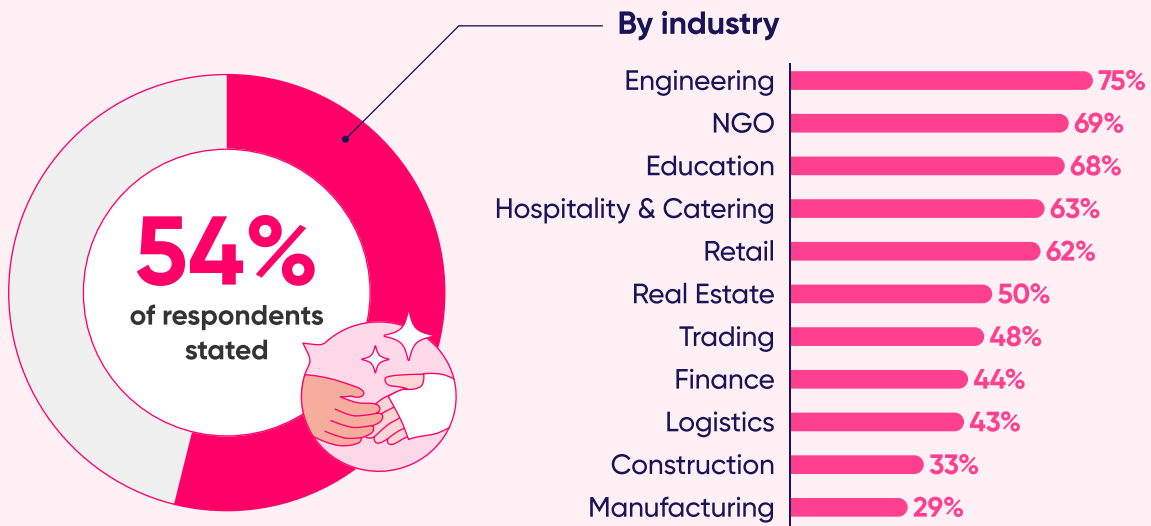 By industry
54%
of respondents
stated
Engineering 75%
NGO 69%
Education 68%
Hospitality & Catering 63%
Retail 62%
Real Estate 50%
Trading 48%
Finance 44%
Logistics 43%
Construction 33%
Manufacturing 29%